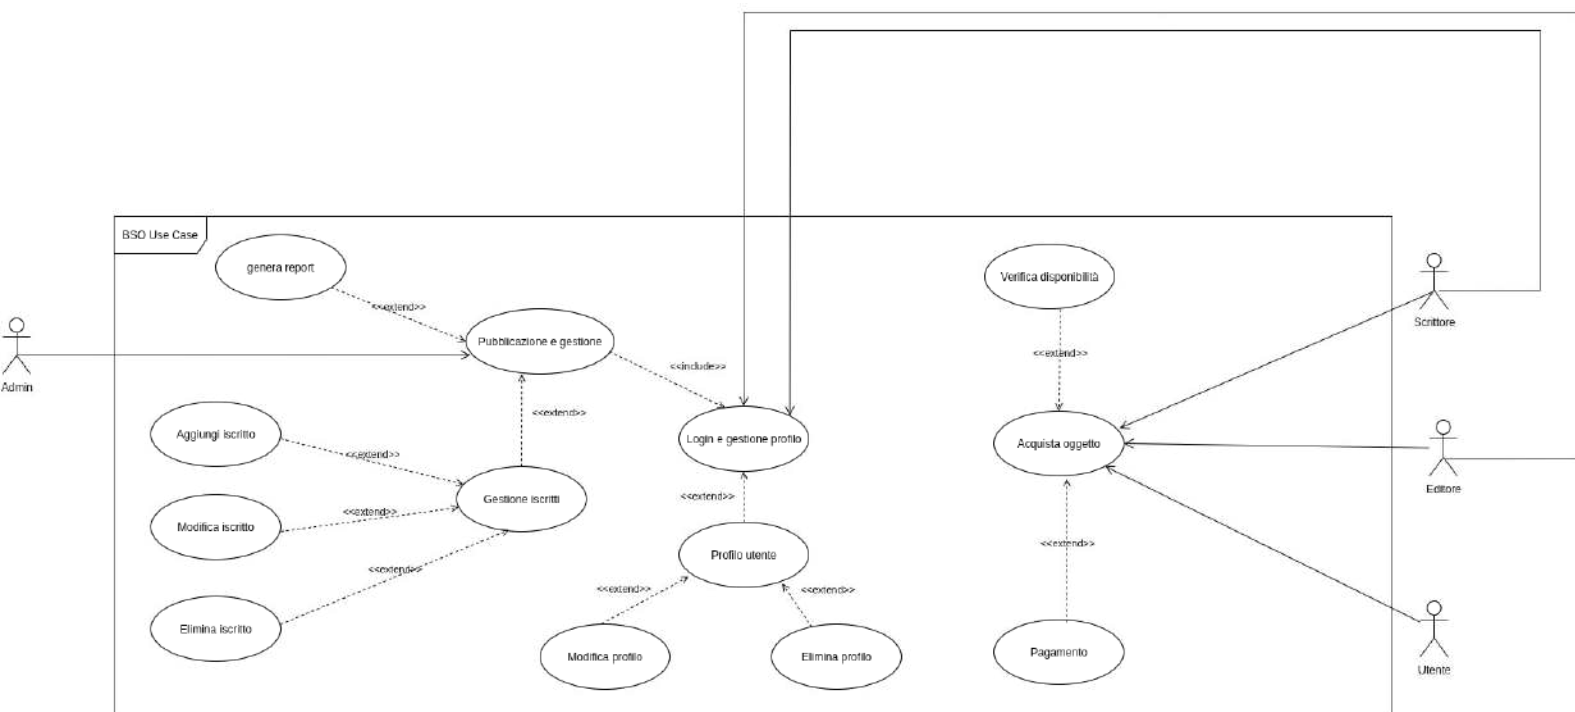 BSO Use Case
genera report
Verifica disponibilità
<<extend>>
Scrittore
Pubblicazione e gestione
<<extend>>
<<include>>
Admin
<<extend>>
Aggiungi iscritto
Login e gestione profilo
Acquista oggetto
<<extend>>
Editore
Gestione iscritti
<<extend>>
<<extend>>
Modifica iscritto
<<extend>>
Profilo utente
<<extend>>
<<extend>>
<<extend>>
Elimina iscritto
Modifica profilo
Elimina profilo
Pagamento
Utente